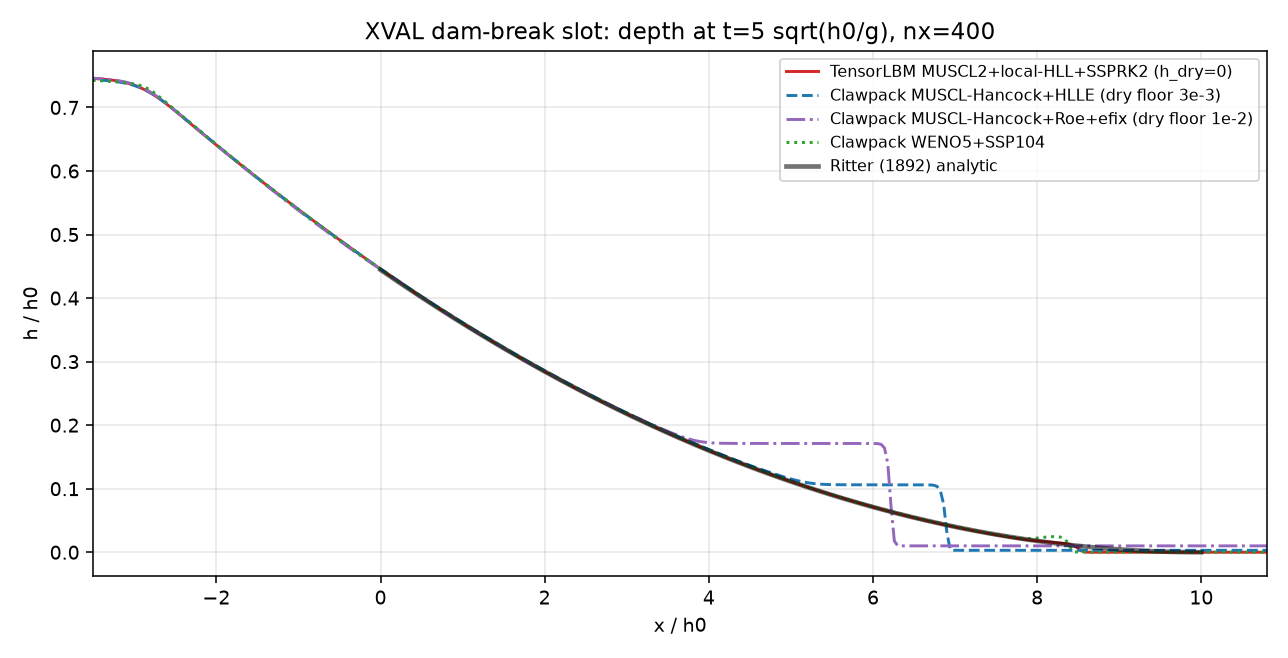 XVAL dam-break slot: depth at t=5 sqrt(h0/g), nx=400
TensorLBM MUSCL2+local-HLL+SSPRK2 (h_dry=0)
Clawpack MUSCL-Hancock+HLLE (dry floor 3e-3)
Clawpack MUSCL-Hancock+Roe+efix (dry floor 1e-2)
Clawpack WENO5+SSP104
Ritter (1892) analytic
h / h0
0.7
0.6
0.5
0.4
0.3
0.2
0.1
0.0
−2
0
2
4
6
8
10
x / h0